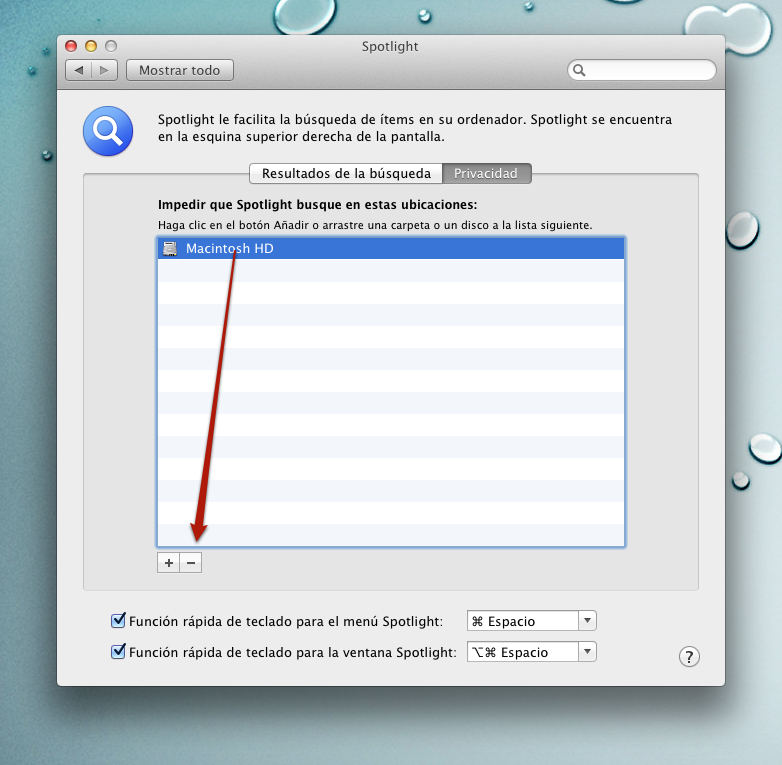 Spotlight
Mostrar todo
Spotlight le facilita la búsqueda de ítems en su ordenador. Spotlight se encuentra
en la esquina superior derecha de la pantalla.
Resultados de la búsqueda
Privacidad
Impedir que Spotlight busque en estas ubicaciones:
Haga clic en el botón Añadir o arrastre una carpeta o un disco a la lista siguiente.
Macintosh HD
+ −
Función rápida de teclado para el menú Spotlight: ⌘ Espacio
Función rápida de teclado para la ventana Spotlight: ⌥⌘ Espacio
?